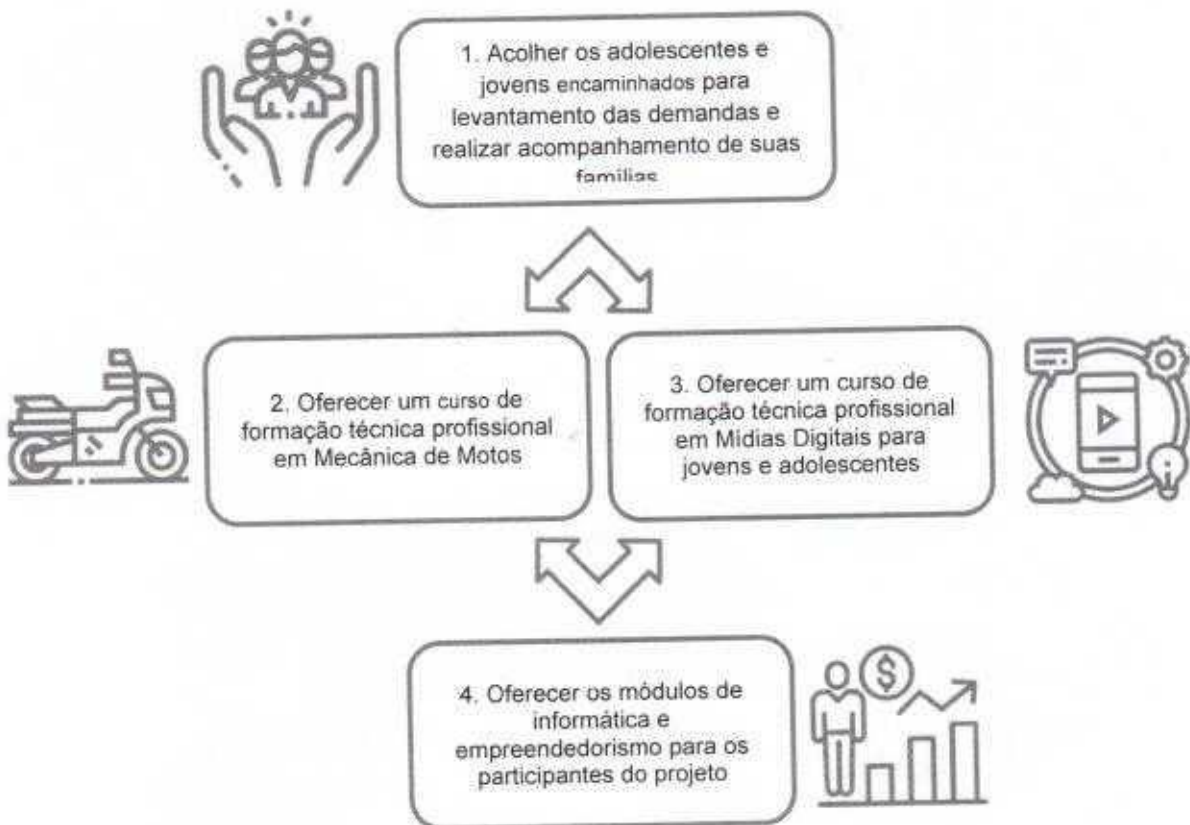 1. Acolher os adolescentes e
jovens encaminhados para
levantamento das demandas e
realizar acompanhamento de suas
famílias
2. Oferecer um curso de
formação técnica profissional
em Mecânica de Motos
3. Oferecer um curso de
formação técnica profissional
em Mídias Digitais para
jovens e adolescentes
$
4. Oferecer os módulos de
informática e
empreendedorismo para os
participantes do projeto